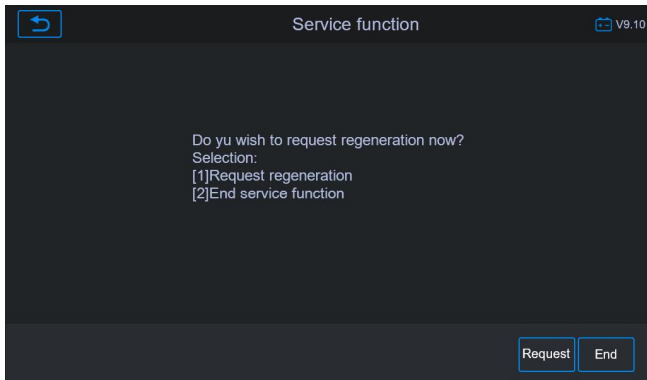 Service function
V9.10
Do yu wish to request regeneration now?
Selection:
[1]Request regeneration
[2]End service function
Request
End